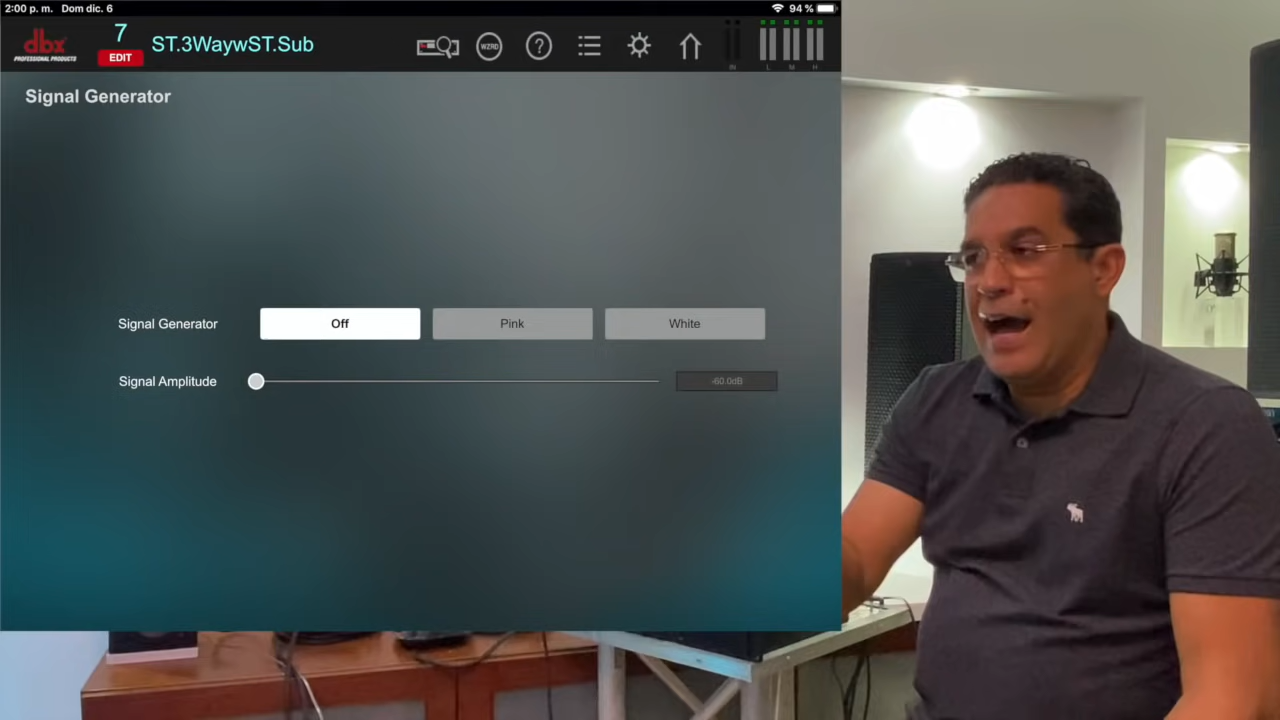 2:00 p. m. Dom dic. 6
94 %
dbx
PROFESSIONAL PRODUCTS
7
EDIT
ST.3WaywST.Sub
WZRD
?
IN
L
M
H
Signal Generator
Signal Generator
Off
Pink
White
Signal Amplitude
-60.0dB